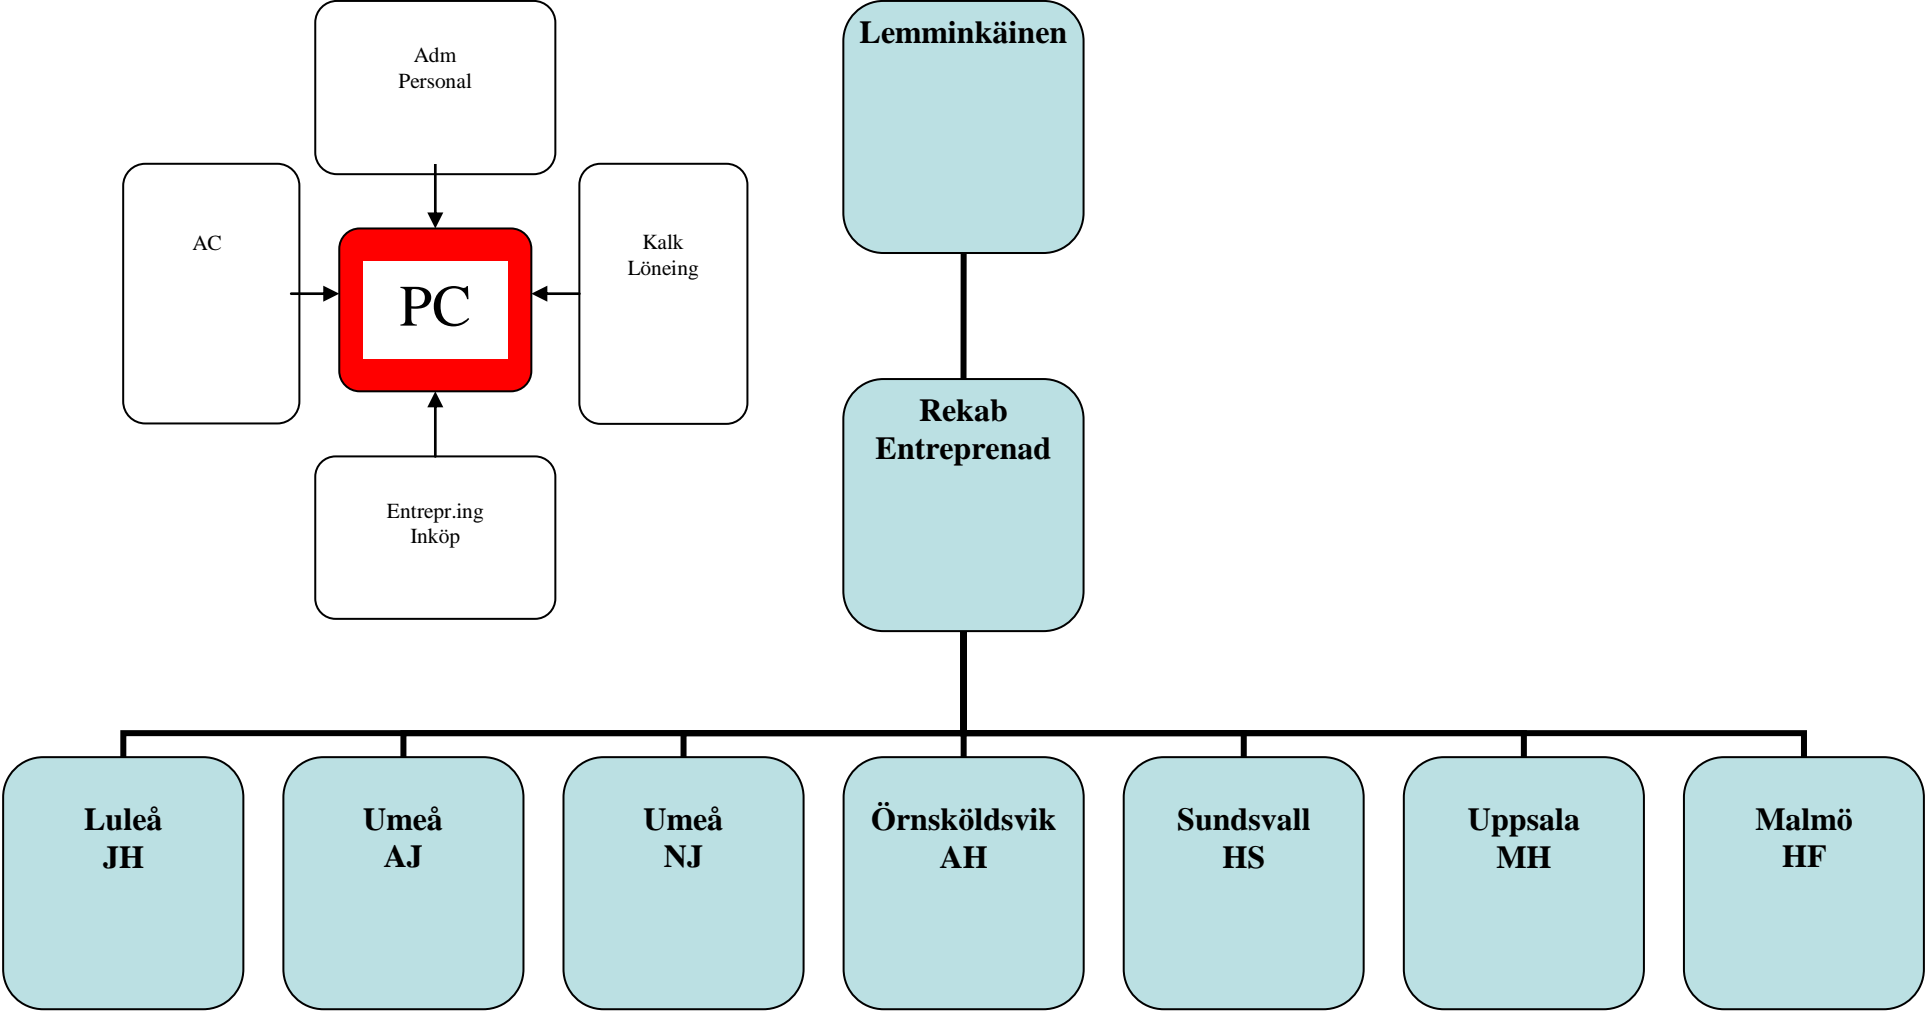 Adm
Personal
AC
PC
Kalk
Löneing
Entrepr.ing
Inköp
Lemminkäinen
Rekab
Entreprenad
Luleå
JH
Umeå
AJ
Umeå
NJ
Örnsköldsvik
AH
Sundsvall
HS
Uppsala
MH
Malmö
HF